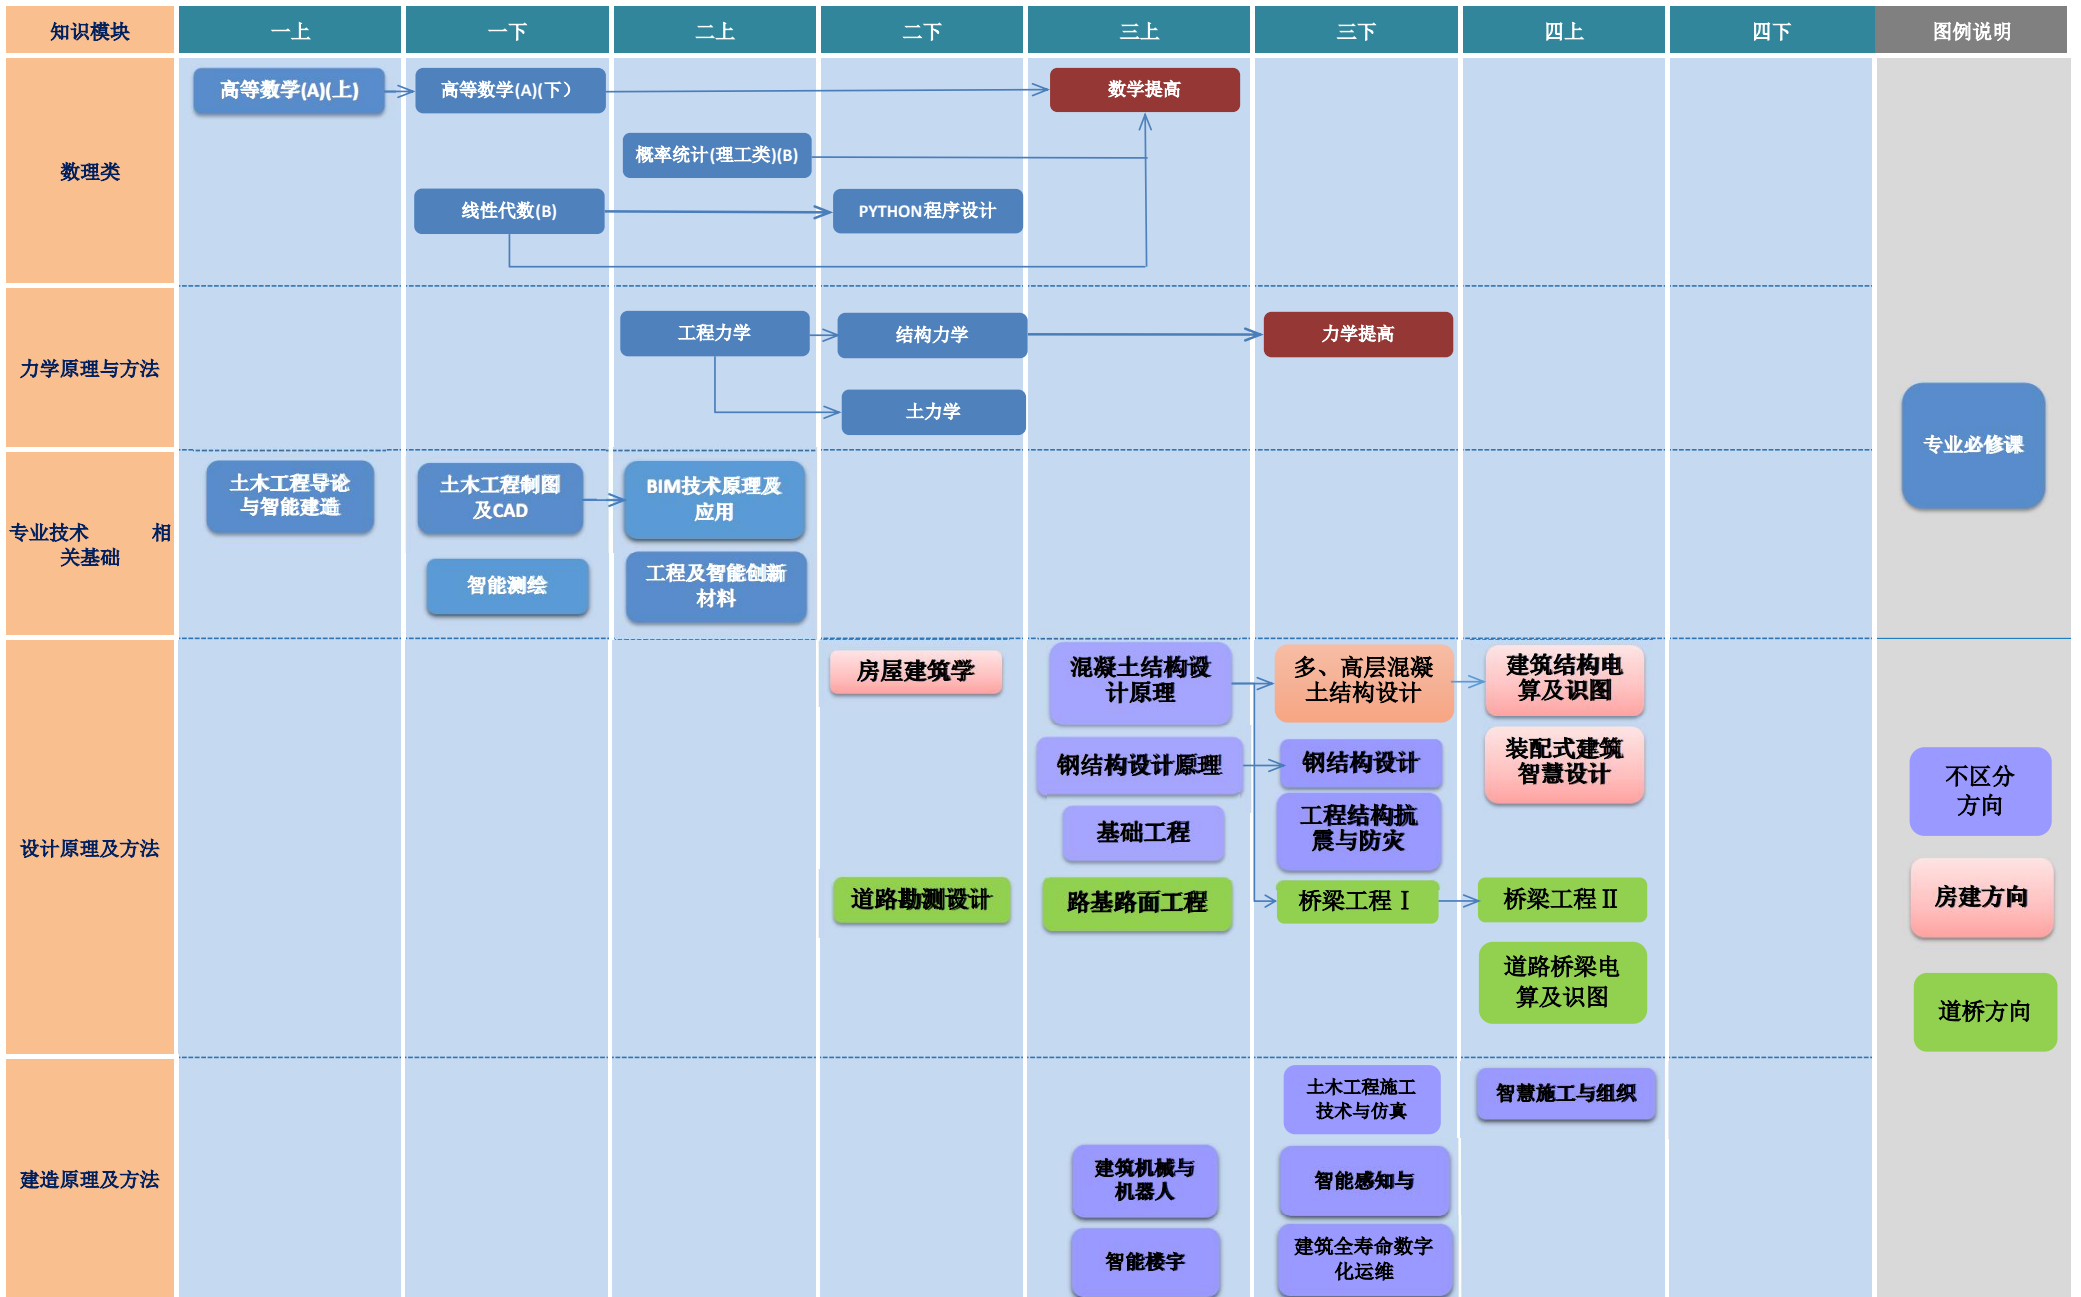 知识模块
一上
一下
二上
二下
三上
三下
四上
四下
图例说明
数理类
高等数学(A)(上)
高等数学(A)(下）
数学提高
概率统计(理工类)(B)
线性代数(B)
PYTHON程序设计
力学原理与方法
工程力学
结构力学
力学提高
土力学
专业技术 相
关基础
土木工程导论
与智能建造
土木工程制图
及CAD
BIM技术原理及
应用
智能测绘
工程及智能创新
材料
专业必修课
设计原理及方法
房屋建筑学
混凝土结构设
计原理
多、高层混凝
土结构设计
建筑结构电
算及识图
钢结构设计原理
钢结构设计
装配式建筑
智慧设计
基础工程
工程结构抗
震与防灾
道路勘测设计
路基路面工程
桥梁工程Ⅰ
桥梁工程Ⅱ
道路桥梁电
算及识图
不区分
方向
房建方向
道桥方向
建造原理及方法
土木工程施工
技术与仿真
智慧施工与组织
建筑机械与
机器人
智能感知与
智能楼宇
建筑全寿命数字
化运维